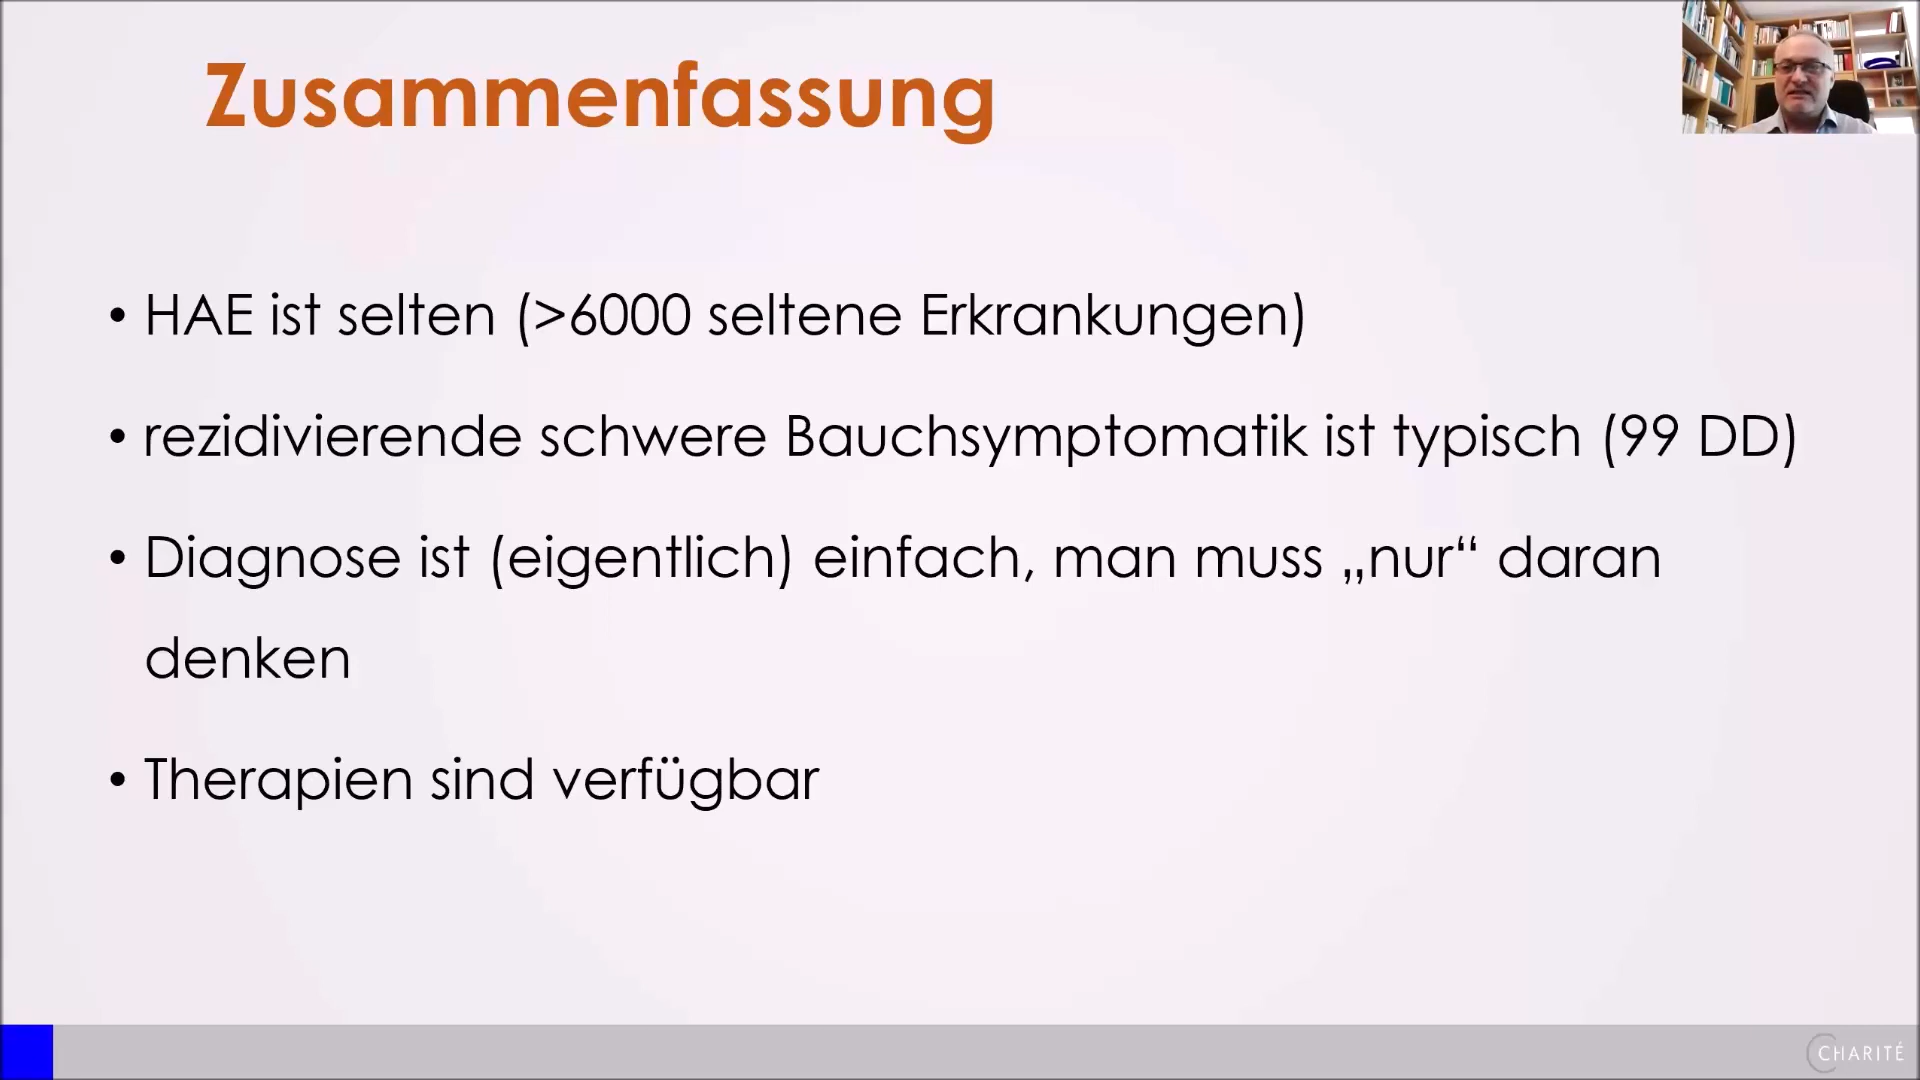 Zusammenfassung
• HAE ist selten (>6000 seltene Erkrankungen)
• rezidivierende schwere Bauchsymptomatik ist typisch (99 DD)
• Diagnose ist (eigentlich) einfach, man muss „nur“ daran
denken
• Therapien sind verfügbar
CHARITÉ